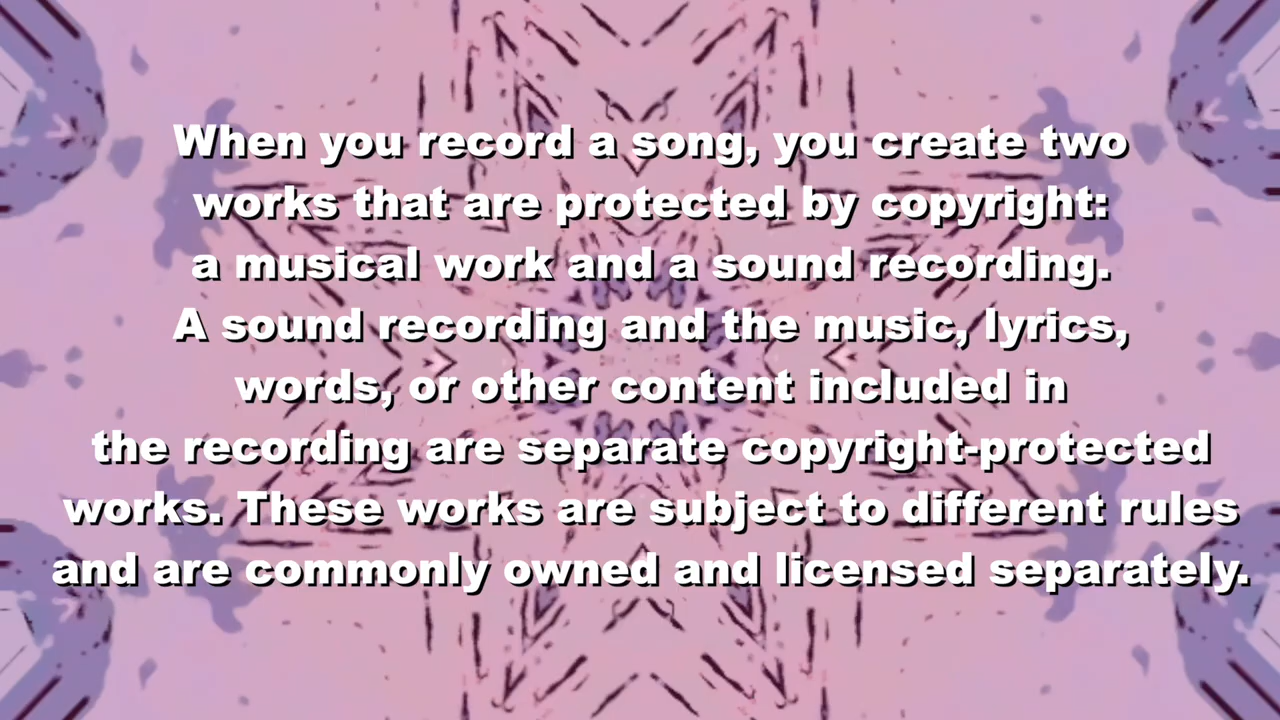 When you record a song, you create two
works that are protected by copyright:
a musical work and a sound recording.
A sound recording and the music, lyrics,
words, or other content included in
the recording are separate copyright-protected
works. These works are subject to different rules
and are commonly owned and licensed separately.